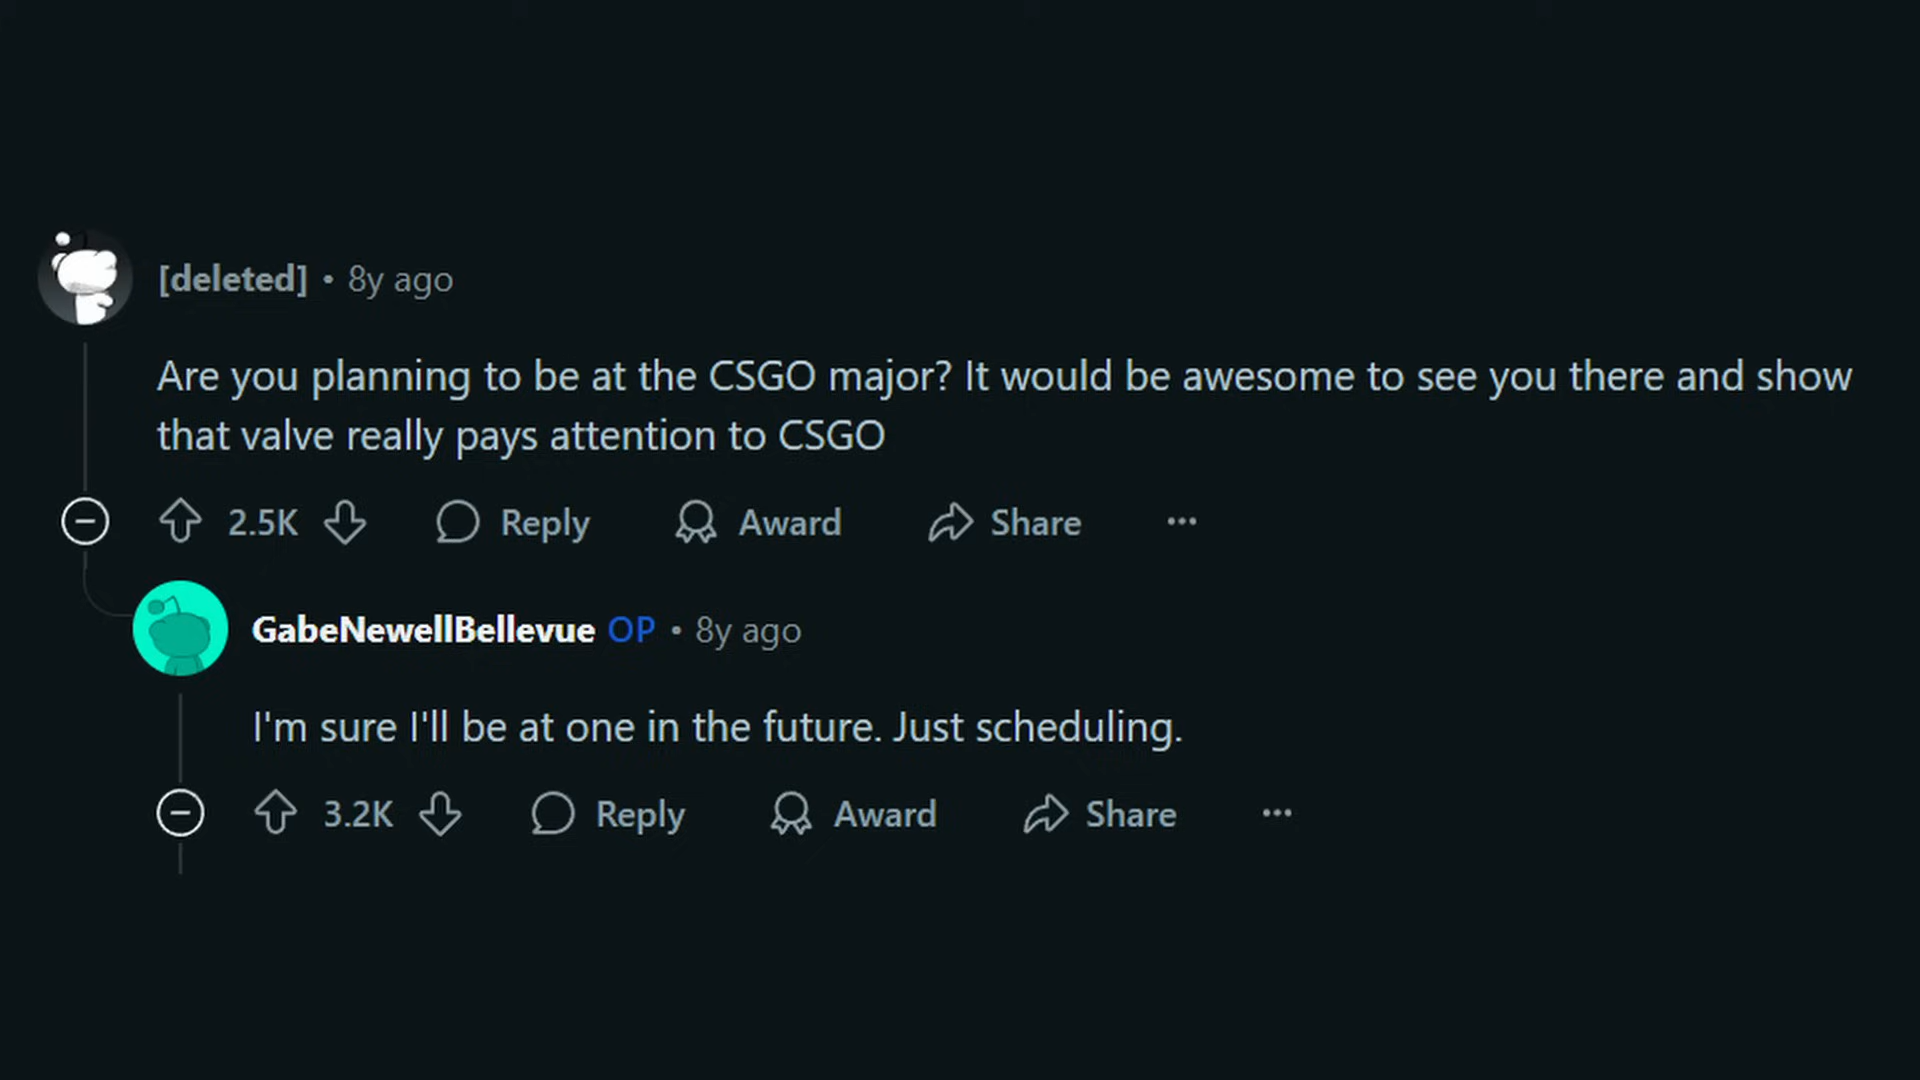 [deleted] • 8y ago
Are you planning to be at the CSGO major? It would be awesome to see you there and show
that valve really pays attention to CSGO
2.5K Reply Award Share ...
GabeNewellBellevue OP • 8y ago
I'm sure I'll be at one in the future. Just scheduling.
3.2K Reply Award Share ...